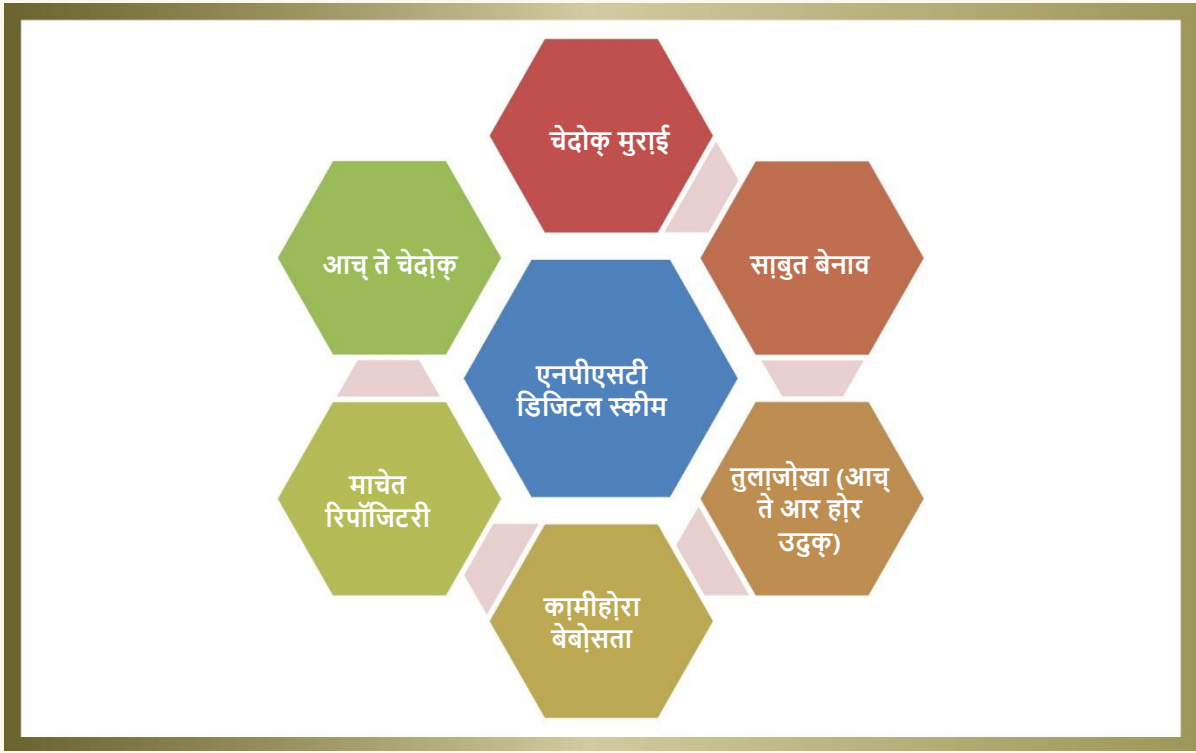 चेदोक् मुरा़ई
आच् ते चेदो़क्
सा़बुत बेनाव
एनपीएसटी
डिजिटल स्कीम
माचेत
रिपॉजिटरी
तुला़जो़खा (आच्
ते आर हो़र
उदुक्)
का़मीहो़रा
बेबो़सता